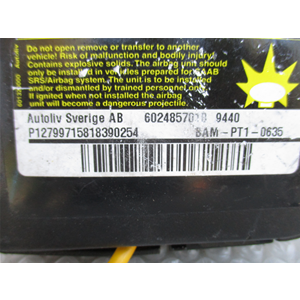 Do not open remove or transfer to another
vehicle! Risk of malfunction and bodily injury!
Contains explosive solids. The airbag unit should
only be installed in vehicles prepared for SAAB
SRS/Airbag system. The unit is to be installed
and/or dismantled by trained personnel only.
If ignited when not installed the airbag
unit will become a dangerous projectile.
Autoliv Sverige AB 9440
P12799715818390254 BAM-PT1-0635